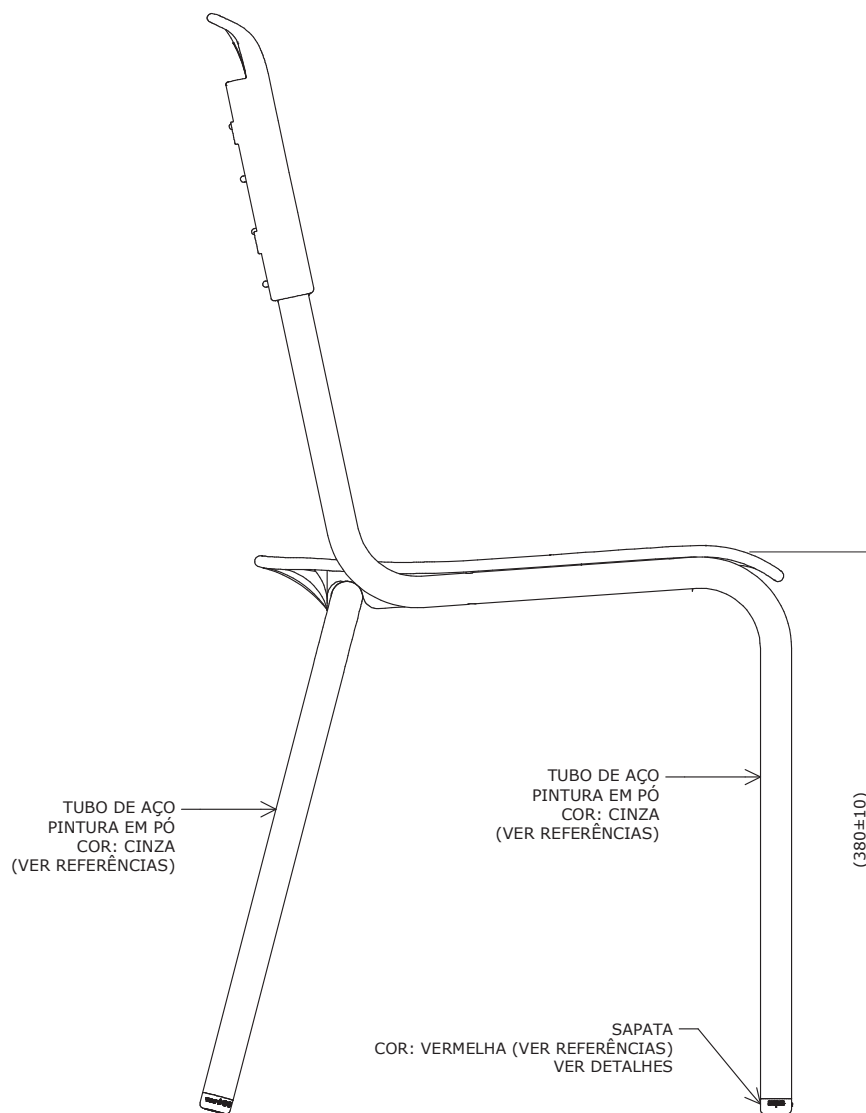 TUBO DE AÇO
PINTURA EM PÓ
COR: CINZA
(VER REFERÊNCIAS)
TUBO DE AÇO
PINTURA EM PÓ
COR: CINZA
(VER REFERÊNCIAS)
(380±10)
SAPATA
COR: VERMELHA (VER REFERÊNCIAS)
VER DETALHES